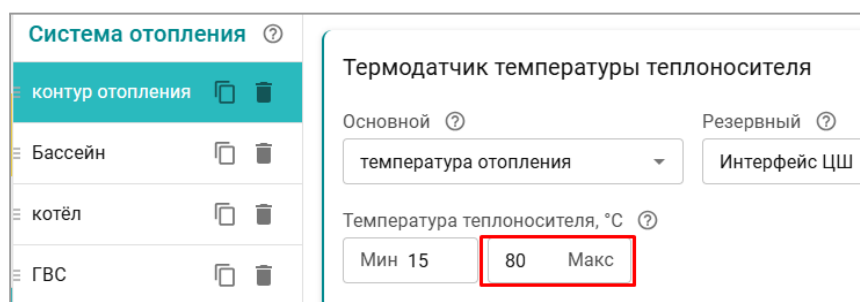 Система отопления
контур отопления
Бассейн
котёл
ГВС
Термодатчик температуры теплоносителя
Основной
Резервный
температура отопления
Интерфейс ЦШ
Температура теплоносителя, °C
Мин 15
80 Макс